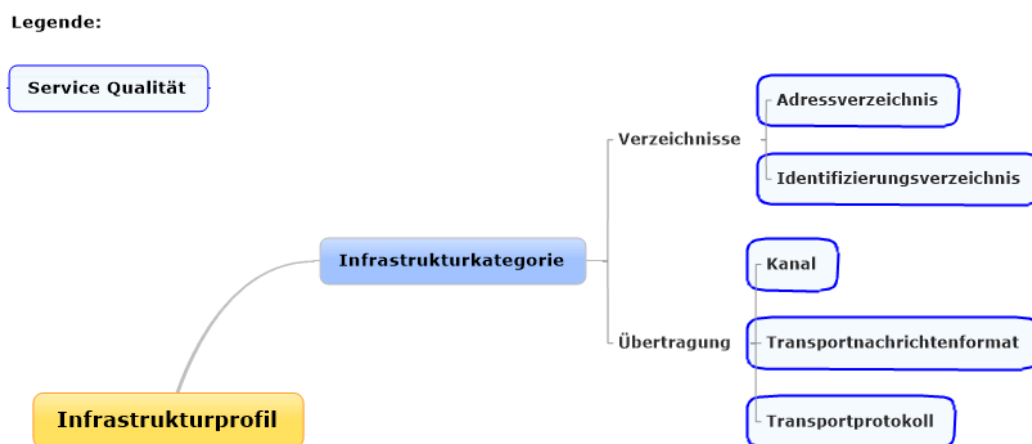 Legende:
Service Qualität
Adressverzeichnis
Verzeichnisse
Identifizierungsverzeichnis
Infrastrukturkategorie
Kanal
Übertragung
Transportnachrichtenformat
Transportprotokoll
Infrastrukturprofil